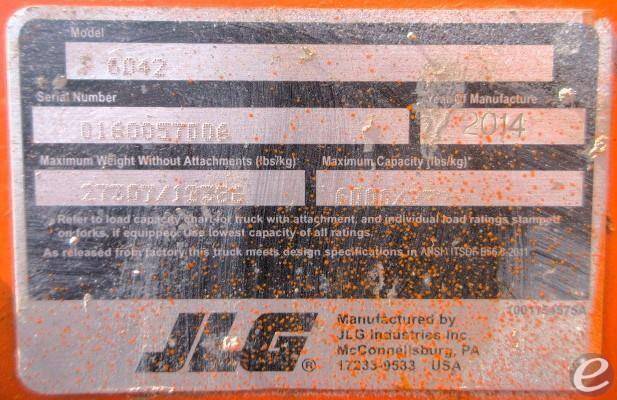 Model
6042
Serial Number
Year of Manufacture
0160057006
2014
Maximum Weight Without Attachments (lbs/kg)
Maximum Capacity (lbs/kg)
Refer to load capacity chart for truck with attachment, and individual load ratings stamped
on forks, if equipped. Use lowest capacity of all ratings.
As released from factory this truck meets design specifications in ANSI/ITSDF B56.6-2011
1001154575A
JLG®
Manufactured by
JLG Industries Inc.
McConnellsburg, PA
17233-9533 USA
e